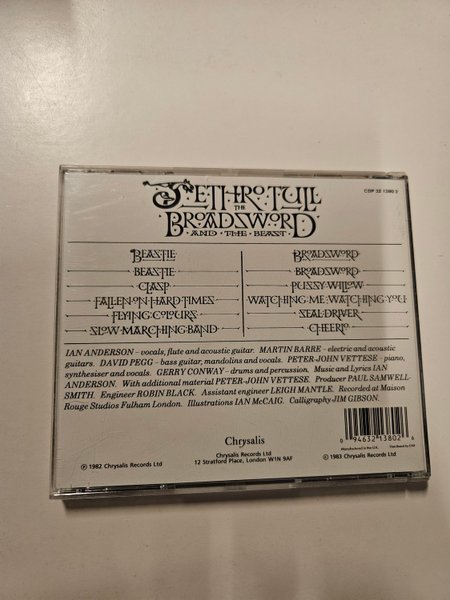 CDP 32 1380 2
JETHRO TULL
THE
BROADSWORD
AND THE BEAST
BEASTIE
BEASTIE
CLASP
FALLEN ON HARD TIMES
FLYING COLOURS
SLOW MARCHING BAND
BROADSWORD
BROADSWORD
PUSSY WILLOW
WATCHING ME WATCHING YOU
SEAL DRIVER
CHEERIO
IAN ANDERSON – vocals, flute and acoustic guitar. MARTIN BARRE – electric and acoustic
guitars. DAVID PEGG – bass guitar, mandolins and vocals. PETER-JOHN VETTESE – piano,
synthesiser and vocals. GERRY CONWAY – drums and percussion. Music and Lyrics IAN
ANDERSON. With additional material PETER-JOHN VETTESE. Producer PAUL SAMWELL-
SMITH. Engineer ROBIN BLACK. Assistant engineer LEIGH MANTLE. Recorded at Maison
Rouge Studios Fulham London. Illustrations IAN McCAIG. Calligraphy JIM GIBSON.
Chrysalis
Chrysalis Records Ltd
12 Stratford Place, London W1N 9AF
℗ 1982 Chrysalis Records Ltd
0 94632 13802 6
© 1983 Chrysalis Records Ltd